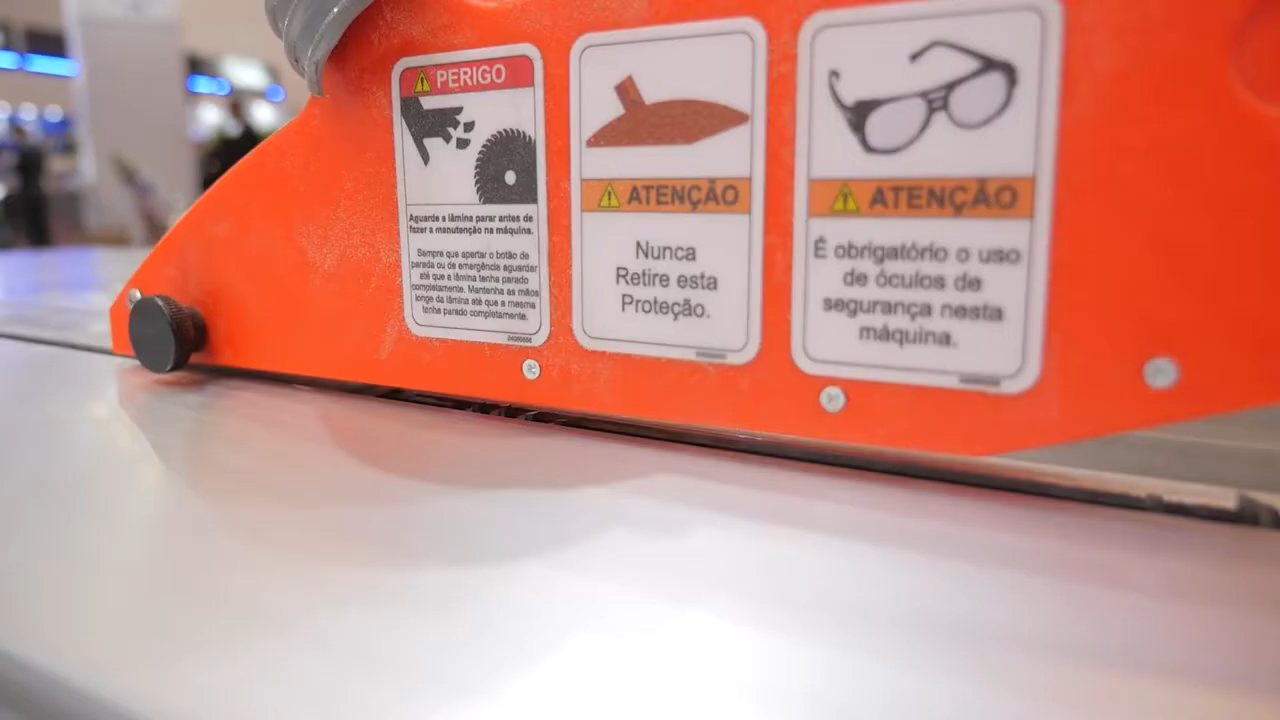 PERIGO
Aguarde a lâmina parar antes de
fazer a manutenção na máquina.
Sempre que apertar o botão de
parada ou de emergência aguardar
até que a lâmina tenha parado
completamente. Mantenha as mãos
longe da lâmina até que a mesma
tenha parado completamente.
ATENÇÃO
Nunca
Retire esta
Proteção.
ATENÇÃO
É obrigatório o uso
de óculos de
segurança nesta
máquina.